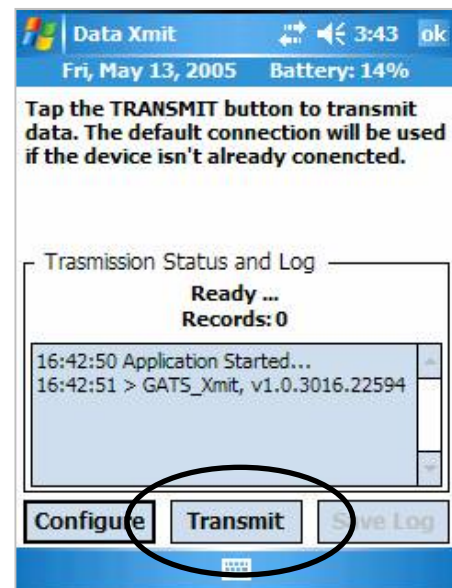 Data Xmit 3:43 ok
Fri, May 13, 2005 Battery: 14%
Tap the TRANSMIT button to transmit
data. The default connection will be used
if the device isn't already conencted.
Trasmission Status and Log
Ready ...
Records: 0
16:42:50 Application Started...
16:42:51 > GATS_Xmit, v1.0.3016.22594
Configure Transmit Save Log